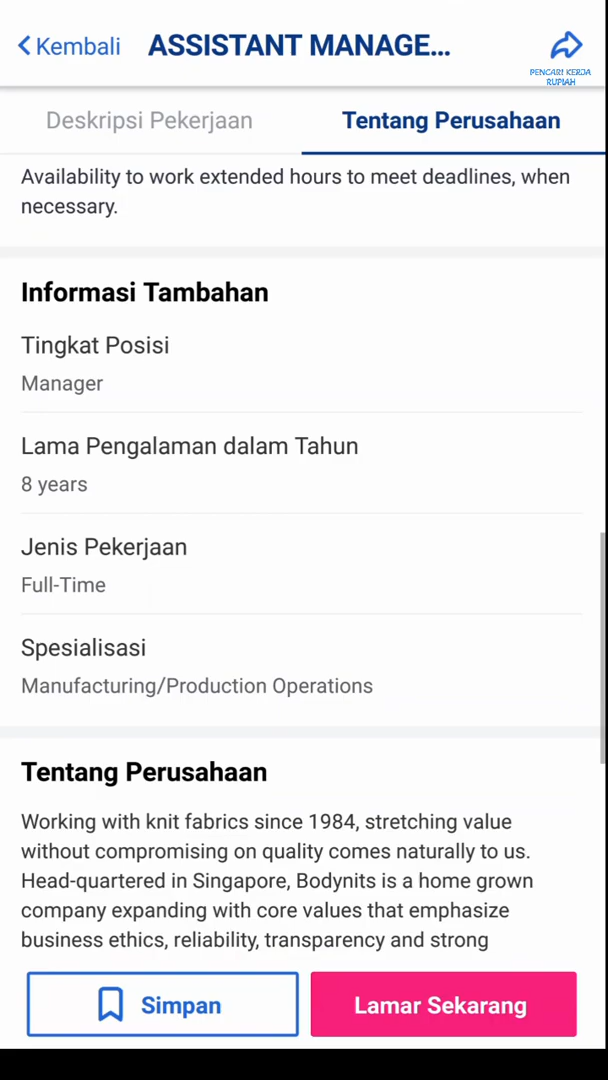 Kembali
ASSISTANT MANAGE...
PENCARI KERJA
RUPIAH
Deskripsi Pekerjaan
Tentang Perusahaan
Availability to work extended hours to meet deadlines, when
necessary.
Informasi Tambahan
Tingkat Posisi
Manager
Lama Pengalaman dalam Tahun
8 years
Jenis Pekerjaan
Full-Time
Spesialisasi
Manufacturing/Production Operations
Tentang Perusahaan
Working with knit fabrics since 1984, stretching value
without compromising on quality comes naturally to us.
Head-quartered in Singapore, Bodynits is a home grown
company expanding with core values that emphasize
business ethics, reliability, transparency and strong
Simpan
Lamar Sekarang